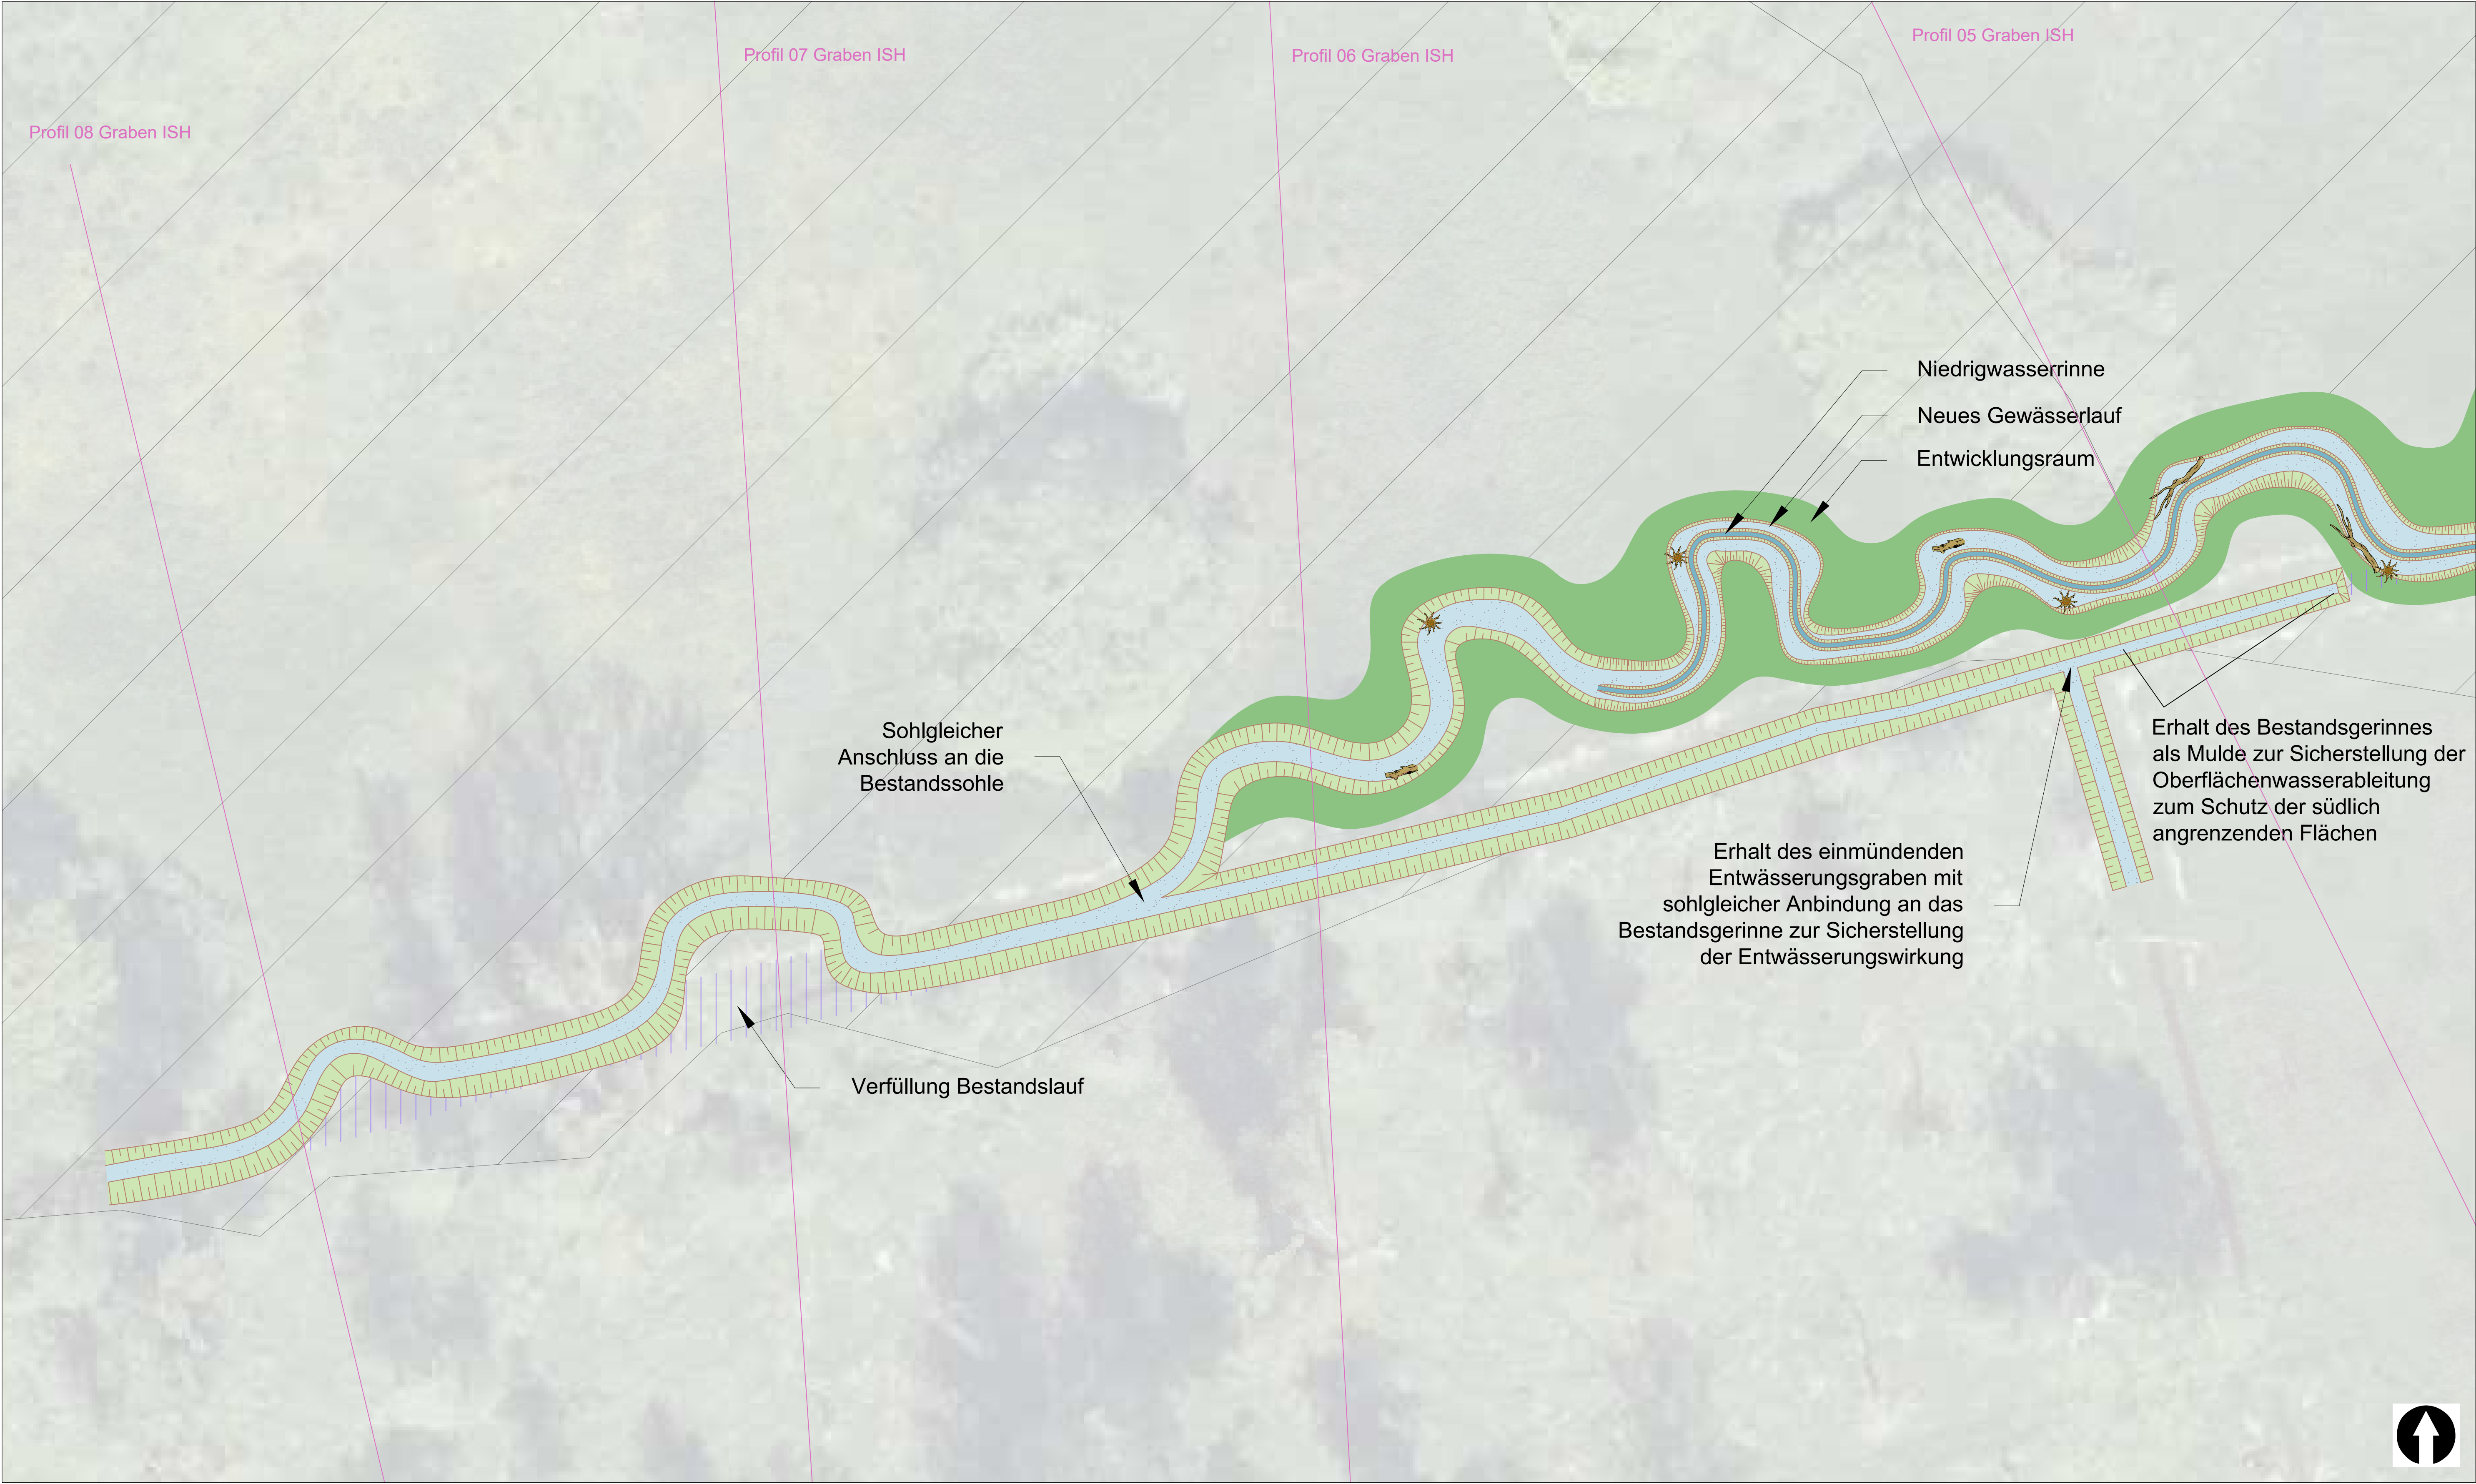 Profil 05 Graben ISH
Profil 07 Graben ISH
Profil 06 Graben ISH
Profil 08 Graben ISH
Niedrigwasserrinne
Neues Gewässerlauf
Entwicklungsraum
Sohlgleicher
Anschluss an die
Bestandssohle
Erhalt des Bestandsgerinnes
als Mulde zur Sicherstellung der
Oberflächenwasserableitung
zum Schutz der südlich
angrenzenden Flächen
Erhalt des einmündenden
Entwässerungsgraben mit
sohlgleicher Anbindung an das
Bestandsgerinne zur Sicherstellung
der Entwässerungswirkung
Verfüllung Bestandslauf